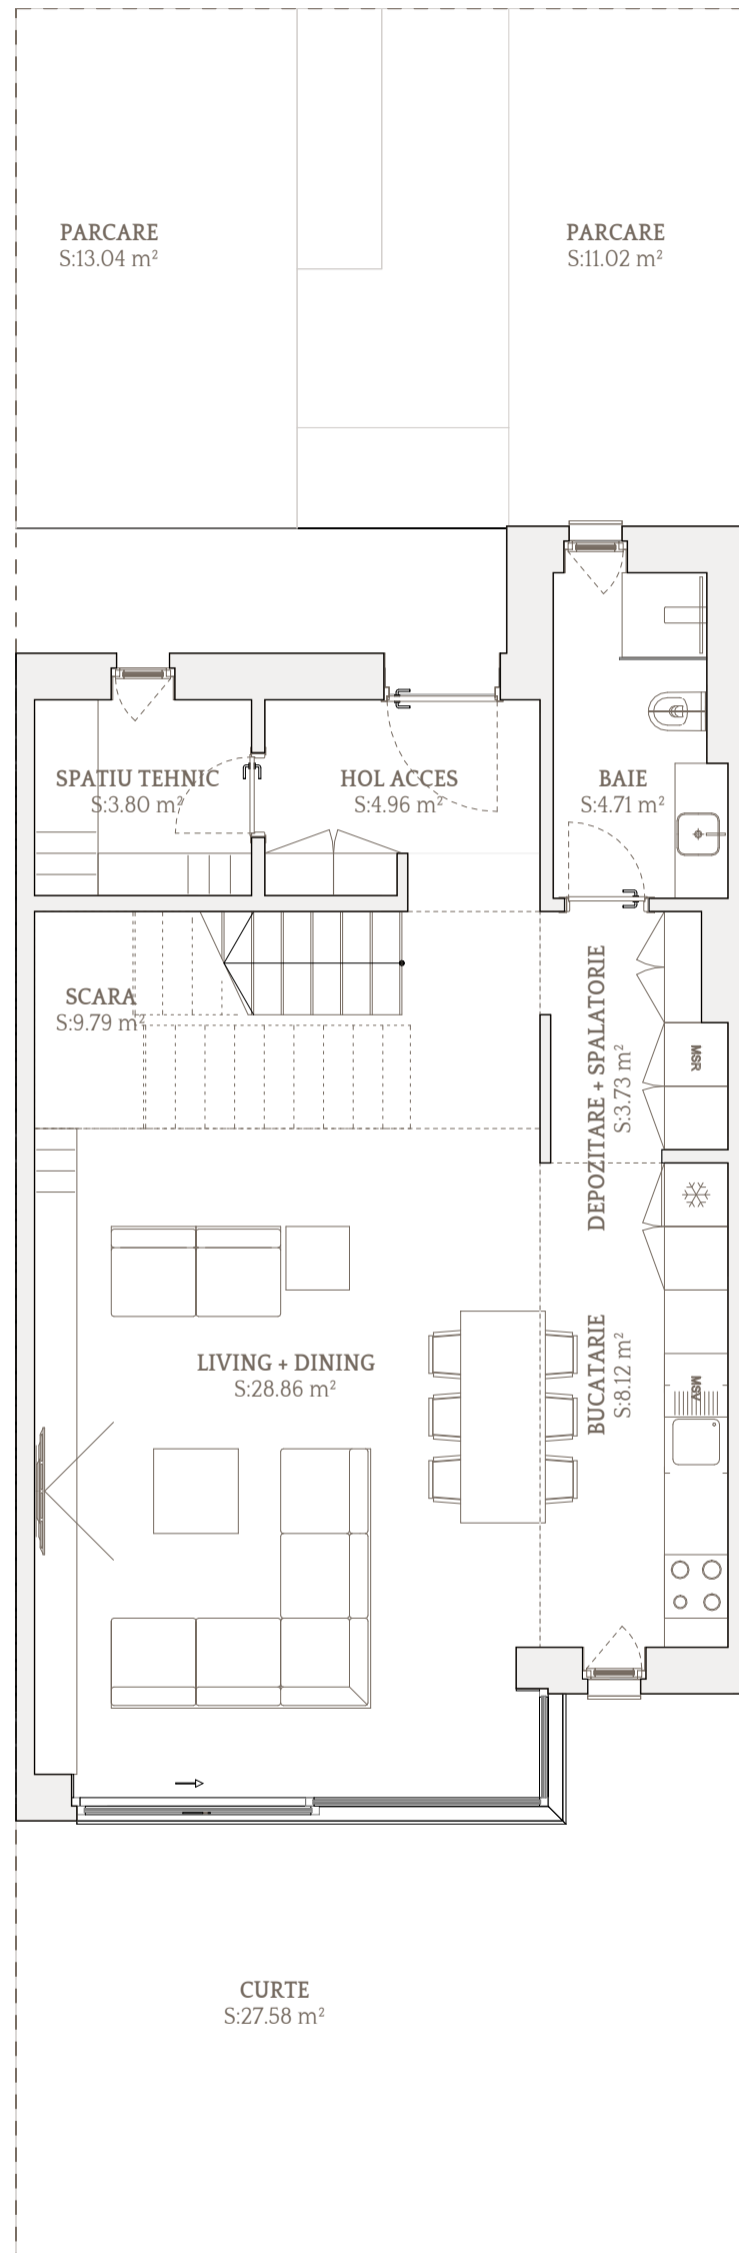 PARCARE
S:13.04 m²
PARCARE
S:11.02 m²
SPATIU TEHNIC
S:3.80 m²
HOL ACCES
S:4.96 m²
BAIE
S:4.71 m²
SCARA
S:9.79 m²
DEPOZITARE + SPALATORIE
S:3.73 m²
MSR
LIVING + DINING
S:28.86 m²
BUCATARIE
S:8.12 m²
MSV
CURTE
S:27.58 m²